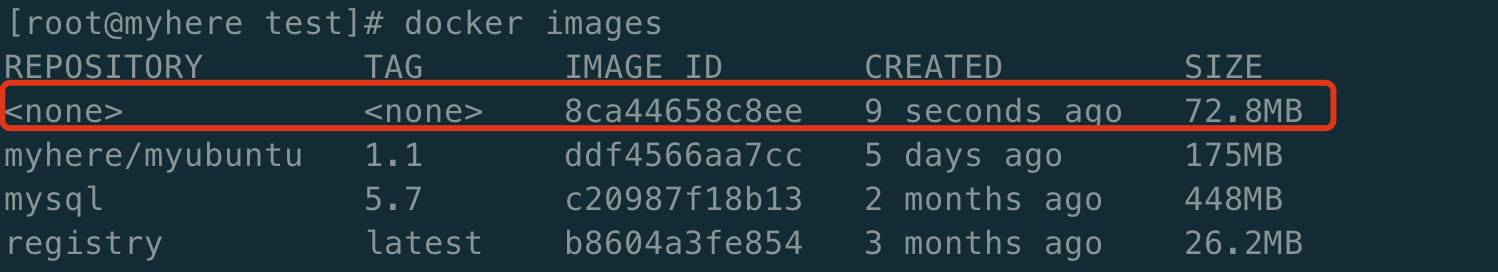 [root@myhere test]# docker images
REPOSITORY TAG IMAGE ID CREATED SIZE
<none> <none> 8ca44658c8ee 9 seconds ago 72.8MB
myhere/myubuntu 1.1 ddf4566aa7cc 5 days ago 175MB
mysql 5.7 c20987f18b13 2 months ago 448MB
registry latest b8604a3fe854 3 months ago 26.2MB